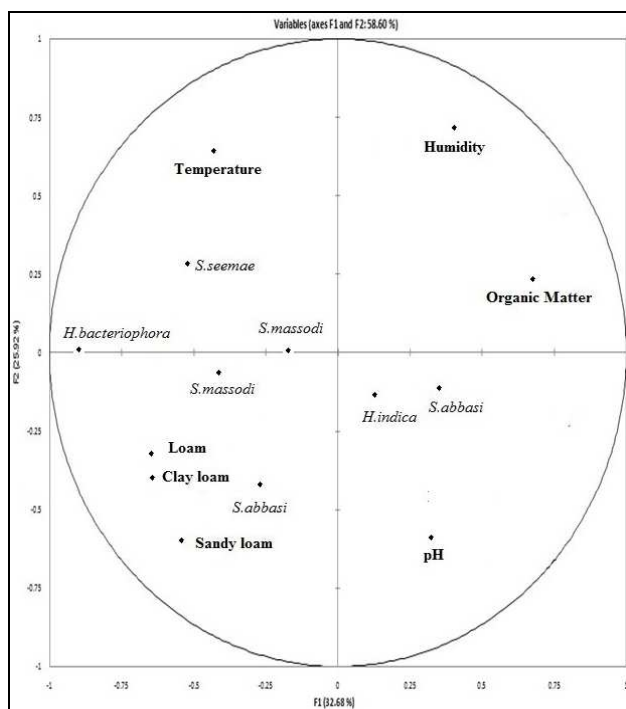 Variables (axes F1 and F2: 58.60 %)
1
0.75
Humidity
Temperature
0.5
S.seemae
0.25
Organic Matter
H.bacteriophora
S.massodi
0
F2 (25.92 %)
S.massodi
H.indica
S.abbasi
-0.25
Loam
Clay loam
S.abbasi
-0.5
Sandy loam
pH
-0.75
-1
-1
-0.75
-0.5
-0.25
0
0.25
0.5
0.75
1
F1 (32.68 %)